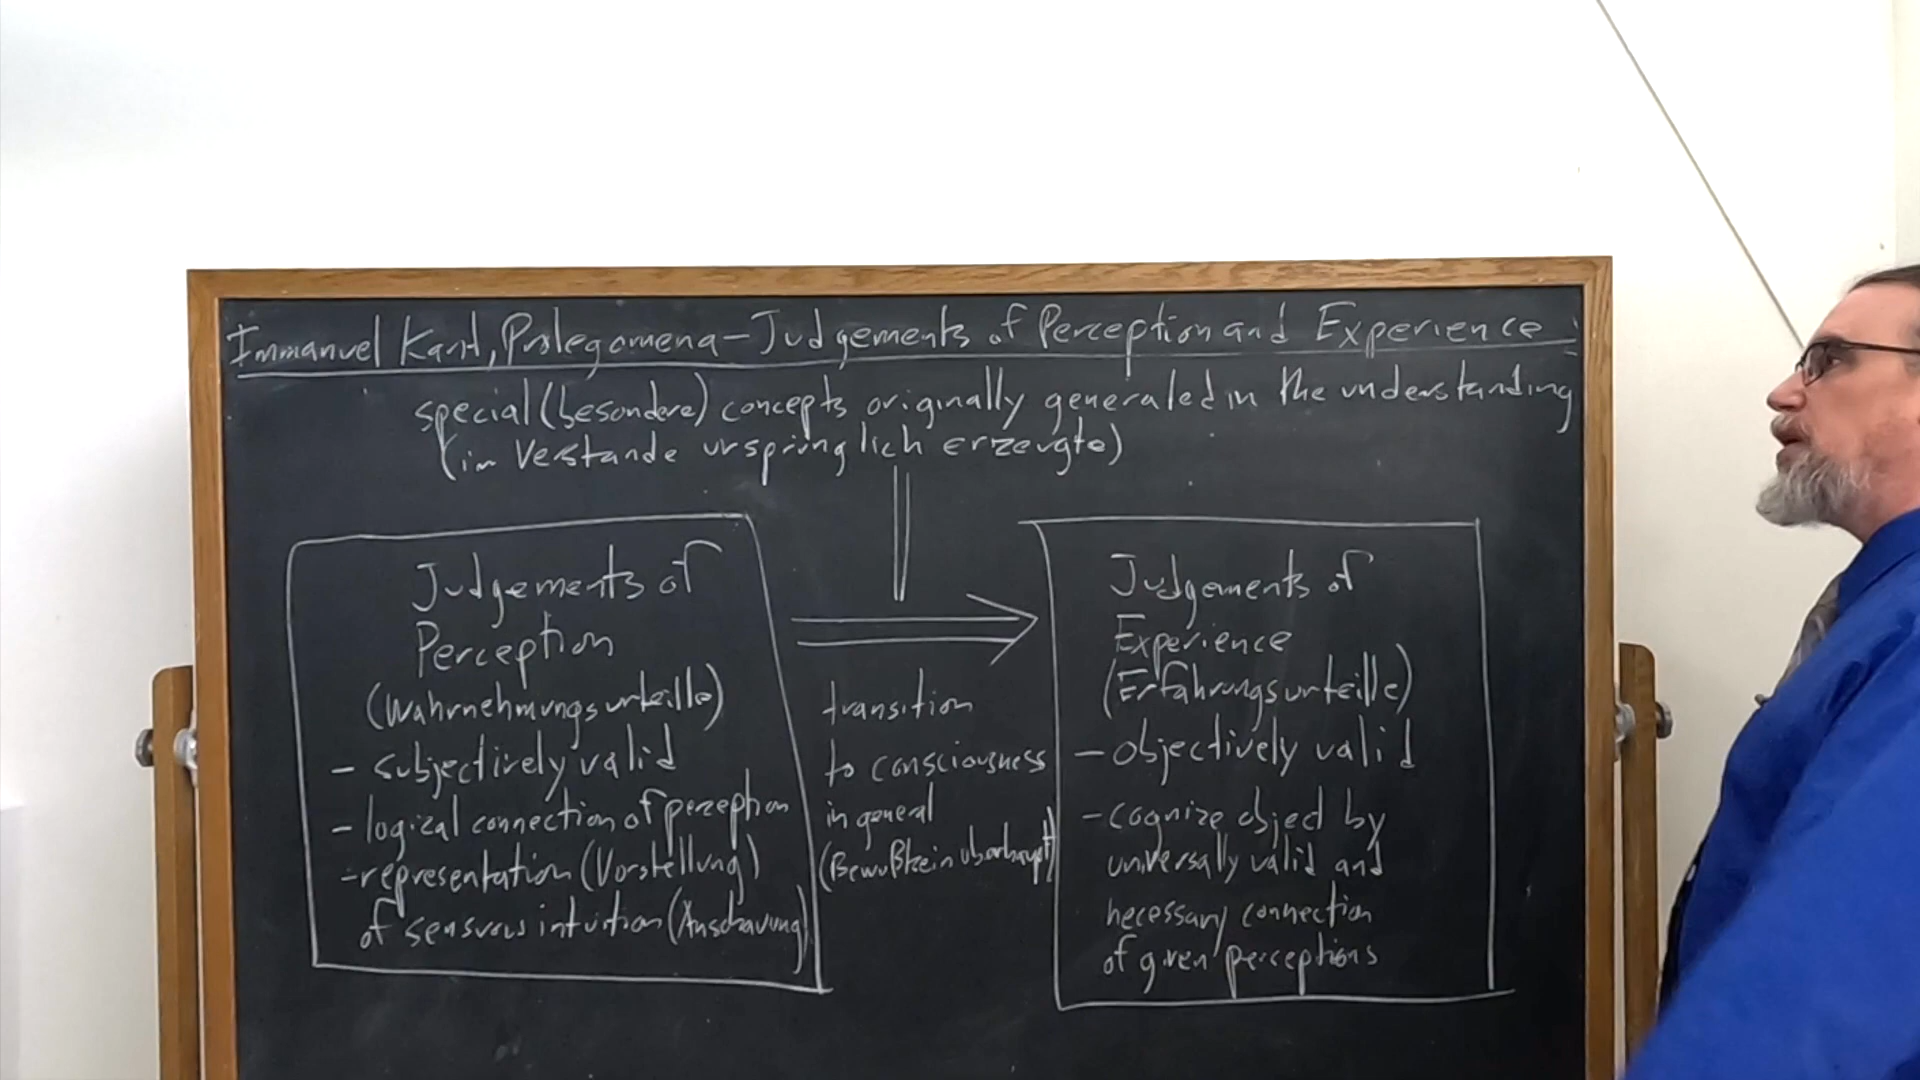 Immanuel Kant, Prolegomena - Judgements of Perception and Experience
special (besondere) concepts originally generated in the understanding
(im Verstande ursprünglich erzeugte)
Judgements of
Perception
(Wahrnehmungsurteille)
- subjectively valid
- logical connection of perception
- representation (Vorstellung)
of sensuous intuition (Anschauung)
transition
to consciousness
in general
(Bewußtsein uberhaupt)
Judgements of
Experience
(Erfahrungsurteille)
- objectively valid
- cognize object by
universally valid and
necessary connection
of given perceptions